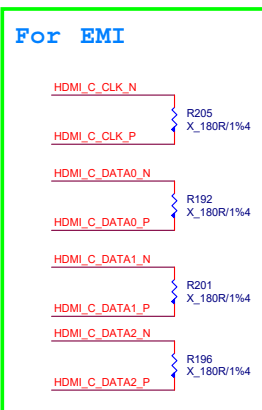 For EMI
HDMI_C_CLK_N
R205
X_180R/1%4
HDMI_C_CLK_P
HDMI_C_DATA0_N
R192
X_180R/1%4
HDMI_C_DATA0_P
HDMI_C_DATA1_N
R201
X_180R/1%4
HDMI_C_DATA1_P
HDMI_C_DATA2_N
R196
X_180R/1%4
HDMI_C_DATA2_P